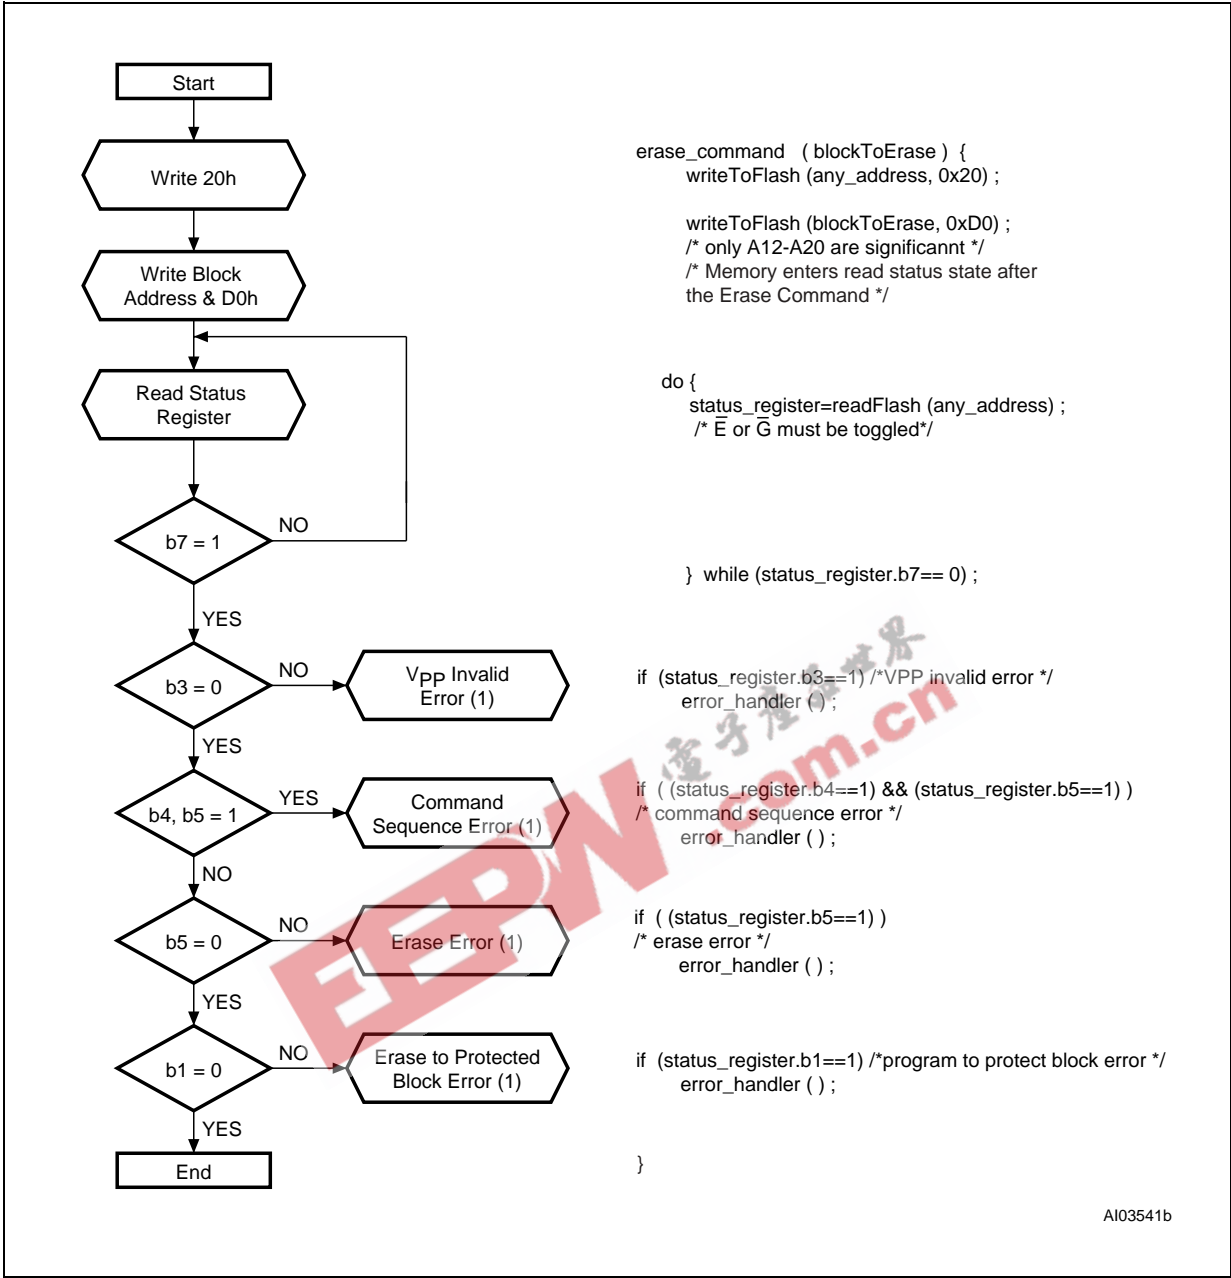 Start
Write 20h
Write Block
Address & D0h
Read Status
Register
b7 = 1
NO
YES
b3 = 0
NO
VPP Invalid
Error (1)
YES
b4, b5 = 1
YES
Command
Sequence Error (1)
NO
b5 = 0
NO
Erase Error (1)
YES
b1 = 0
NO
Erase to Protected
Block Error (1)
YES
End
erase_command ( blockToErase ) {
writeToFlash (any_address, 0x20) ;
writeToFlash (blockToErase, 0xD0) ;
/* only A12-A20 are significannt */
/* Memory enters read status state after
the Erase Command */
do {
status_register=readFlash (any_address) ;
/* E̅ or G̅ must be toggled*/
} while (status_register.b7== 0) ;
if (status_register.b3==1) /*VPP invalid error */
error_handler ( ) ;
if ( (status_register.b4==1) && (status_register.b5==1) )
/* command sequence error */
error_handler ( ) ;
if ( (status_register.b5==1) )
/* erase error */
error_handler ( ) ;
if (status_register.b1==1) /*program to protect block error */
error_handler ( ) ;
}
AI03541b
EEPW.com.cn
電子產品世界